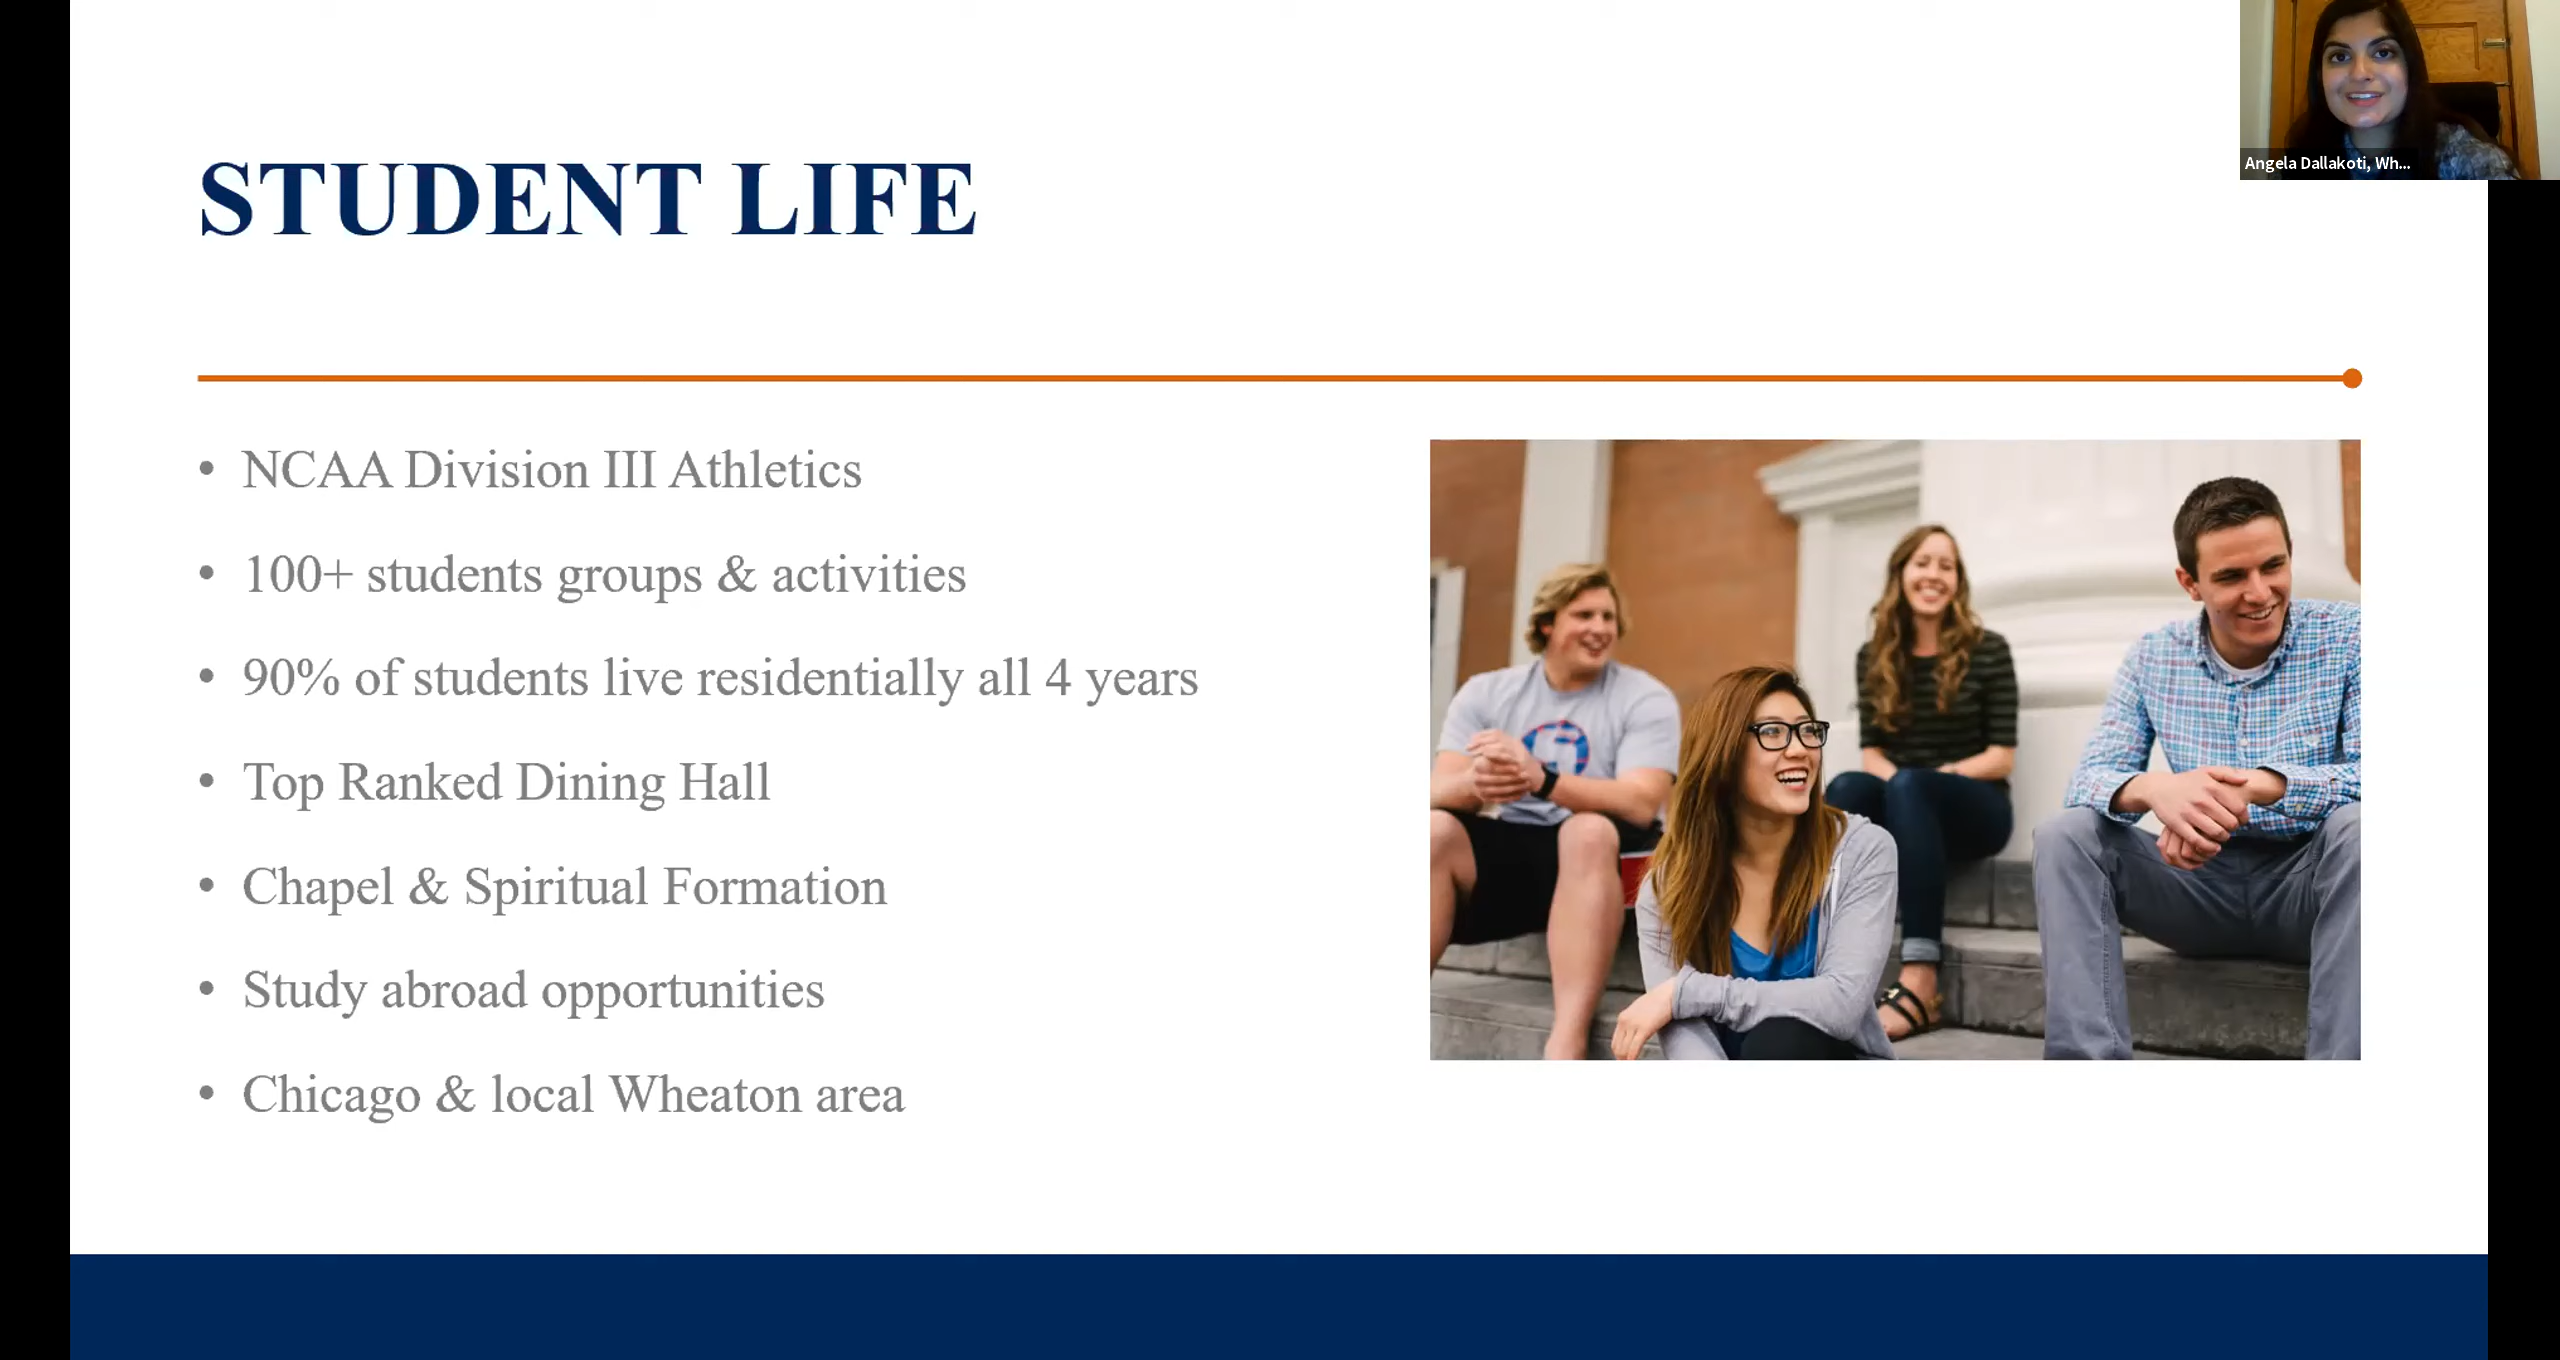 Angela Dallakoti, Wh...
STUDENT LIFE
• NCAA Division III Athletics
• 100+ students groups & activities
• 90% of students live residentially all 4 years
• Top Ranked Dining Hall
• Chapel & Spiritual Formation
• Study abroad opportunities
• Chicago & local Wheaton area